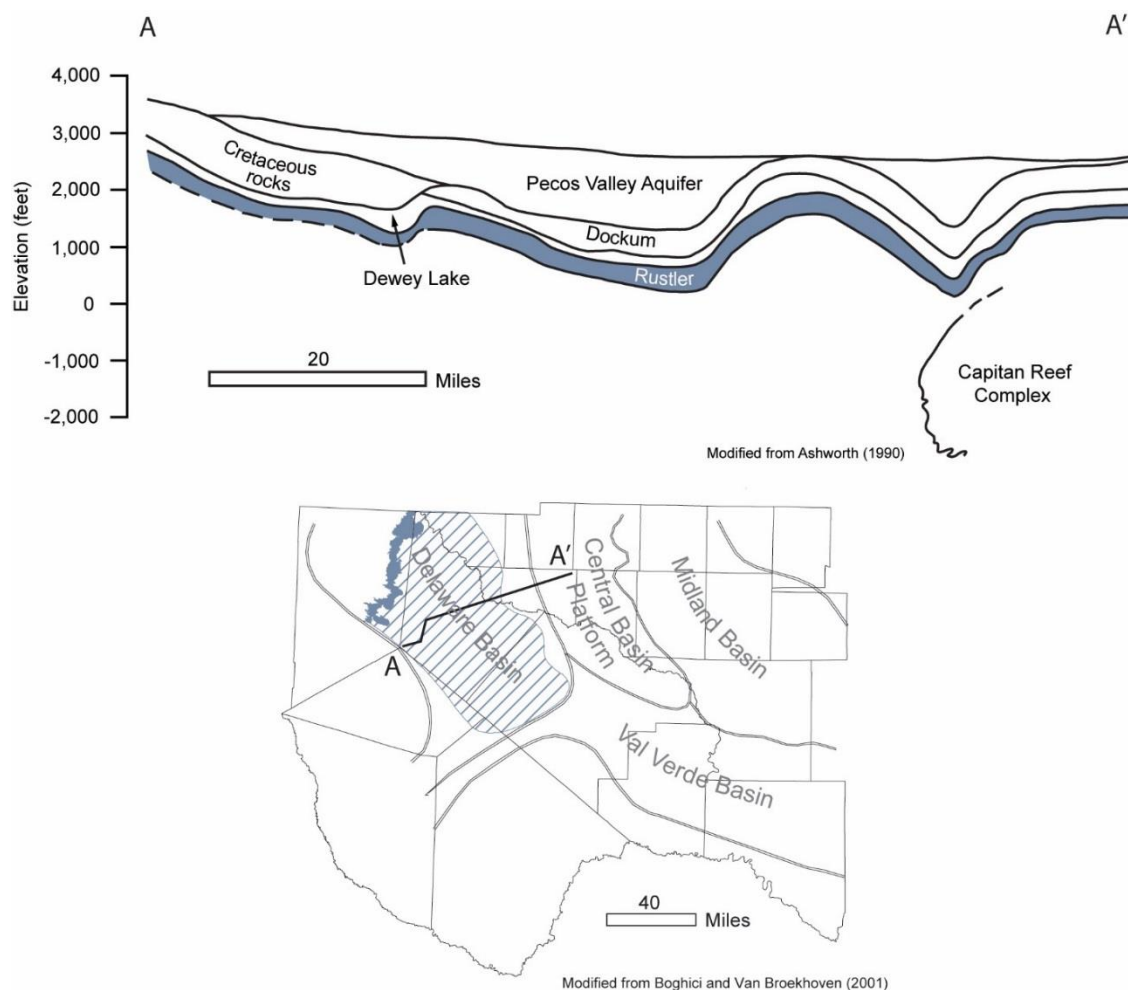 A
A'
4,000
3,000
2,000
1,000
0
-1,000
-2,000
Elevation (feet)
Cretaceous
rocks
Dewey Lake
Pecos Valley Aquifer
Dockum
Rustler
20
Miles
Capitan Reef
Complex
Modified from Ashworth (1990)
A
A'
Delaware Basin
Central Basin
Platform
Midland Basin
Val Verde Basin
40
Miles
Modified from Boghici and Van Broekhoven (2001)